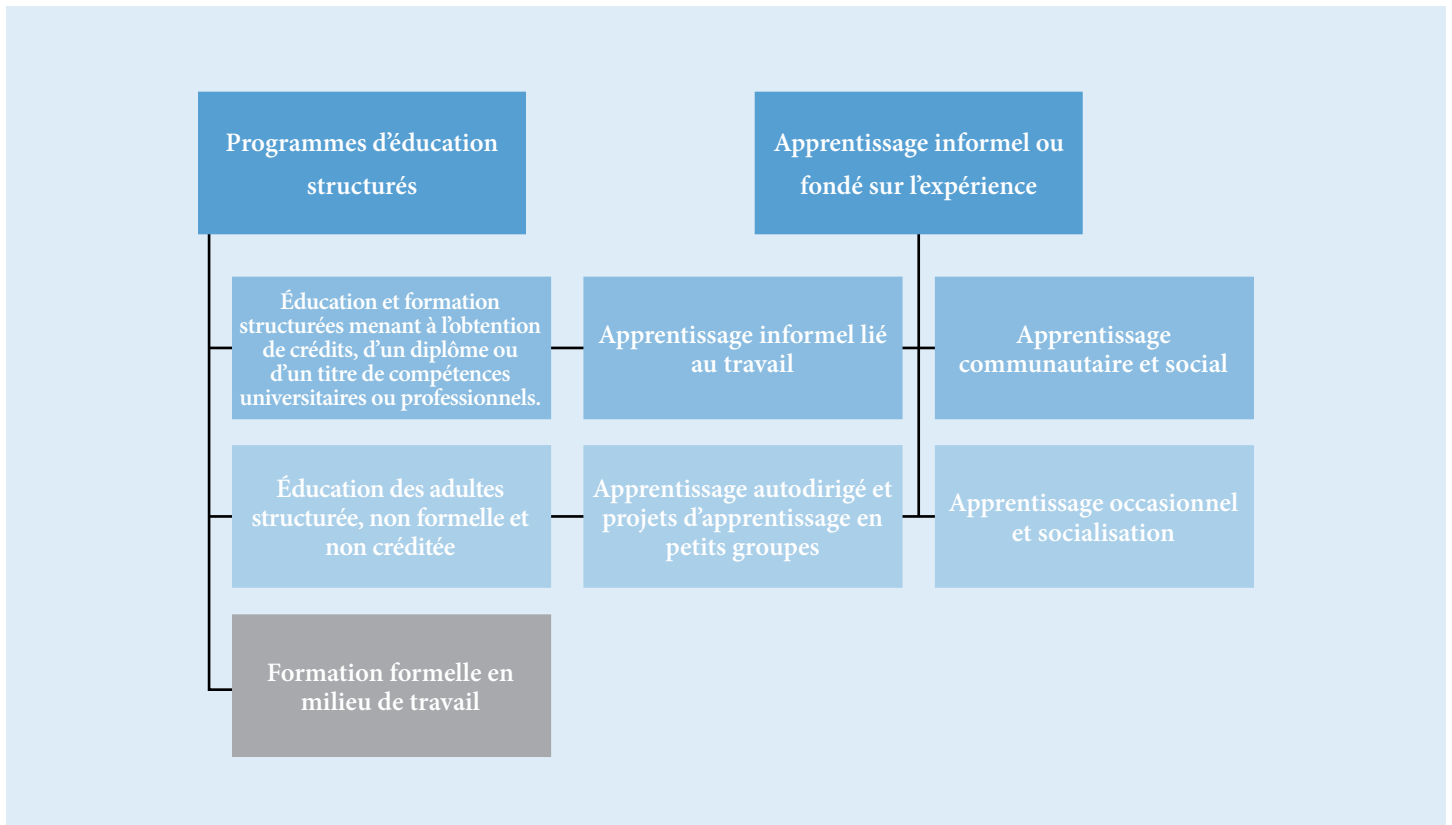 Programmes d’éducation
structurés
Apprentissage informel ou
fondé sur l’expérience
Éducation et formation
structurées menant à l’obtention
de crédits, d’un diplôme ou
d’un titre de compétences
universitaires ou professionnels.
Apprentissage informel lié
au travail
Apprentissage
communautaire et social
Éducation des adultes
structurée, non formelle et
non créditée
Apprentissage autodirigé et
projets d’apprentissage en
petits groupes
Apprentissage occasionnel
et socialisation
Formation formelle en
milieu de travail